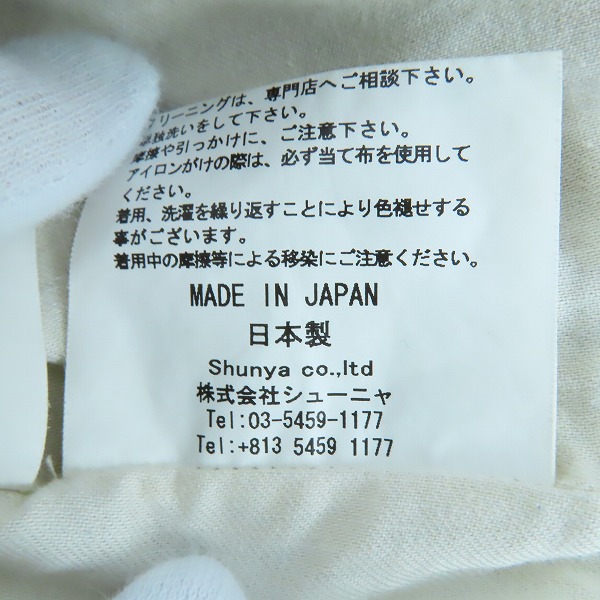 クリーニングは、専門店へご相談下さい。
単独洗いをして下さい。
摩擦や引っかけに、ご注意下さい。
アイロンがけの際は、必ず当て布を使用して
ください。
着用、洗濯を繰り返すことにより色褪せする
事がございます。
着用中の摩擦等による移染にご注意ください。
MADE IN JAPAN
日本製
Shunya co.,ltd
株式会社シューニャ
Tel:03-5459-1177
Tel:+813 5459 1177